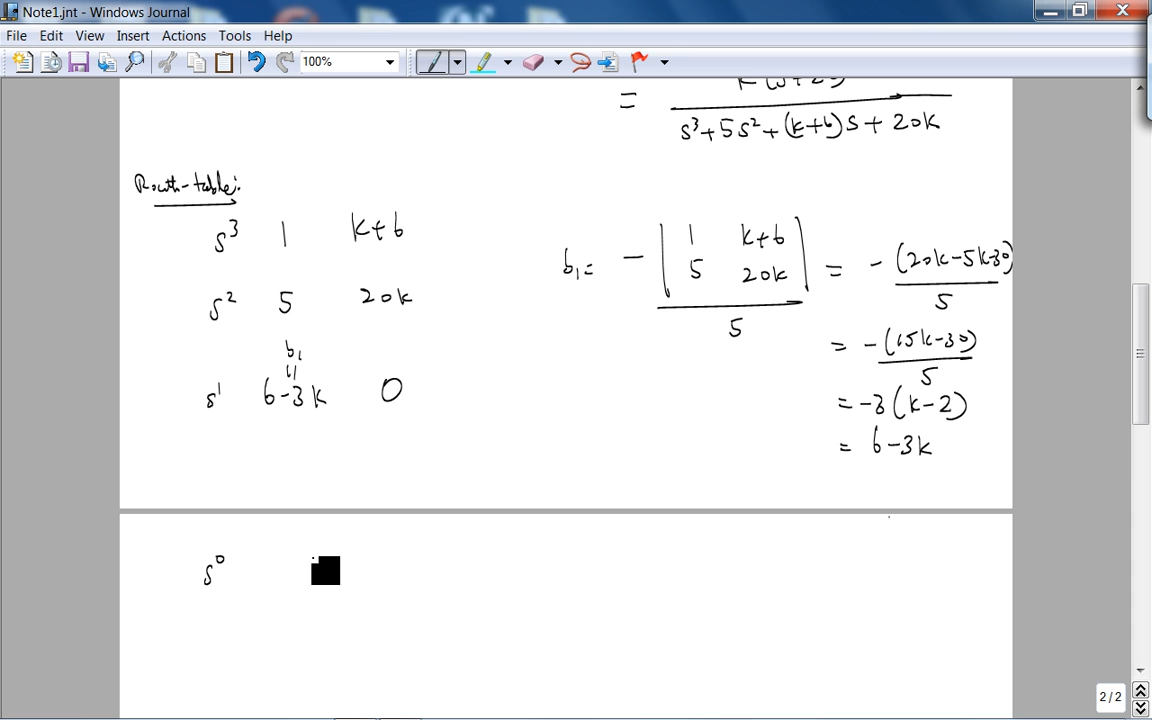 Note1.jnt - Windows Journal
File Edit View Insert Actions Tools Help
100%
=
s³+5s²+(k+6)s+20k
Routh-table:
s³ 1 k+6
s² 5 20k
b₁
s¹ 6-3k 0
b₁= - | 1 k+6 |
| 5 20k |
5
= -(20k-5k-30)
5
= -(15k-30)
5
= -3(k-2)
= 6-3k
s⁰
2/2